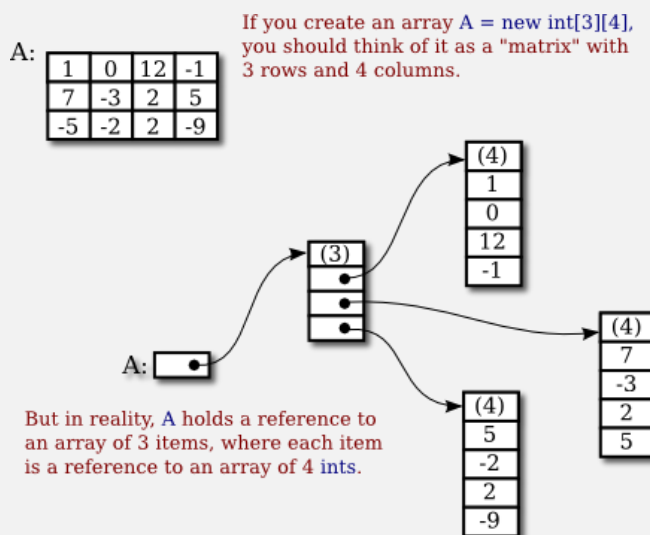 If you create an array A = new int[3][4],
you should think of it as a "matrix" with
3 rows and 4 columns.
A:
1 0 12 -1
7 -3 2 5
-5 -2 2 -9
(4)
1
0
12
-1
(3)
A:
(4)
7
-3
2
5
But in reality, A holds a reference to
an array of 3 items, where each item
is a reference to an array of 4 ints.
(4)
5
-2
2
-9